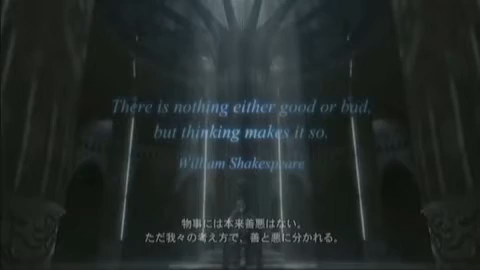 There is nothing either good or bad,
but thinking makes it so.
William Shakespeare
物事には本来善悪はない。
ただ我々の考え方で、善と悪に分かれる。